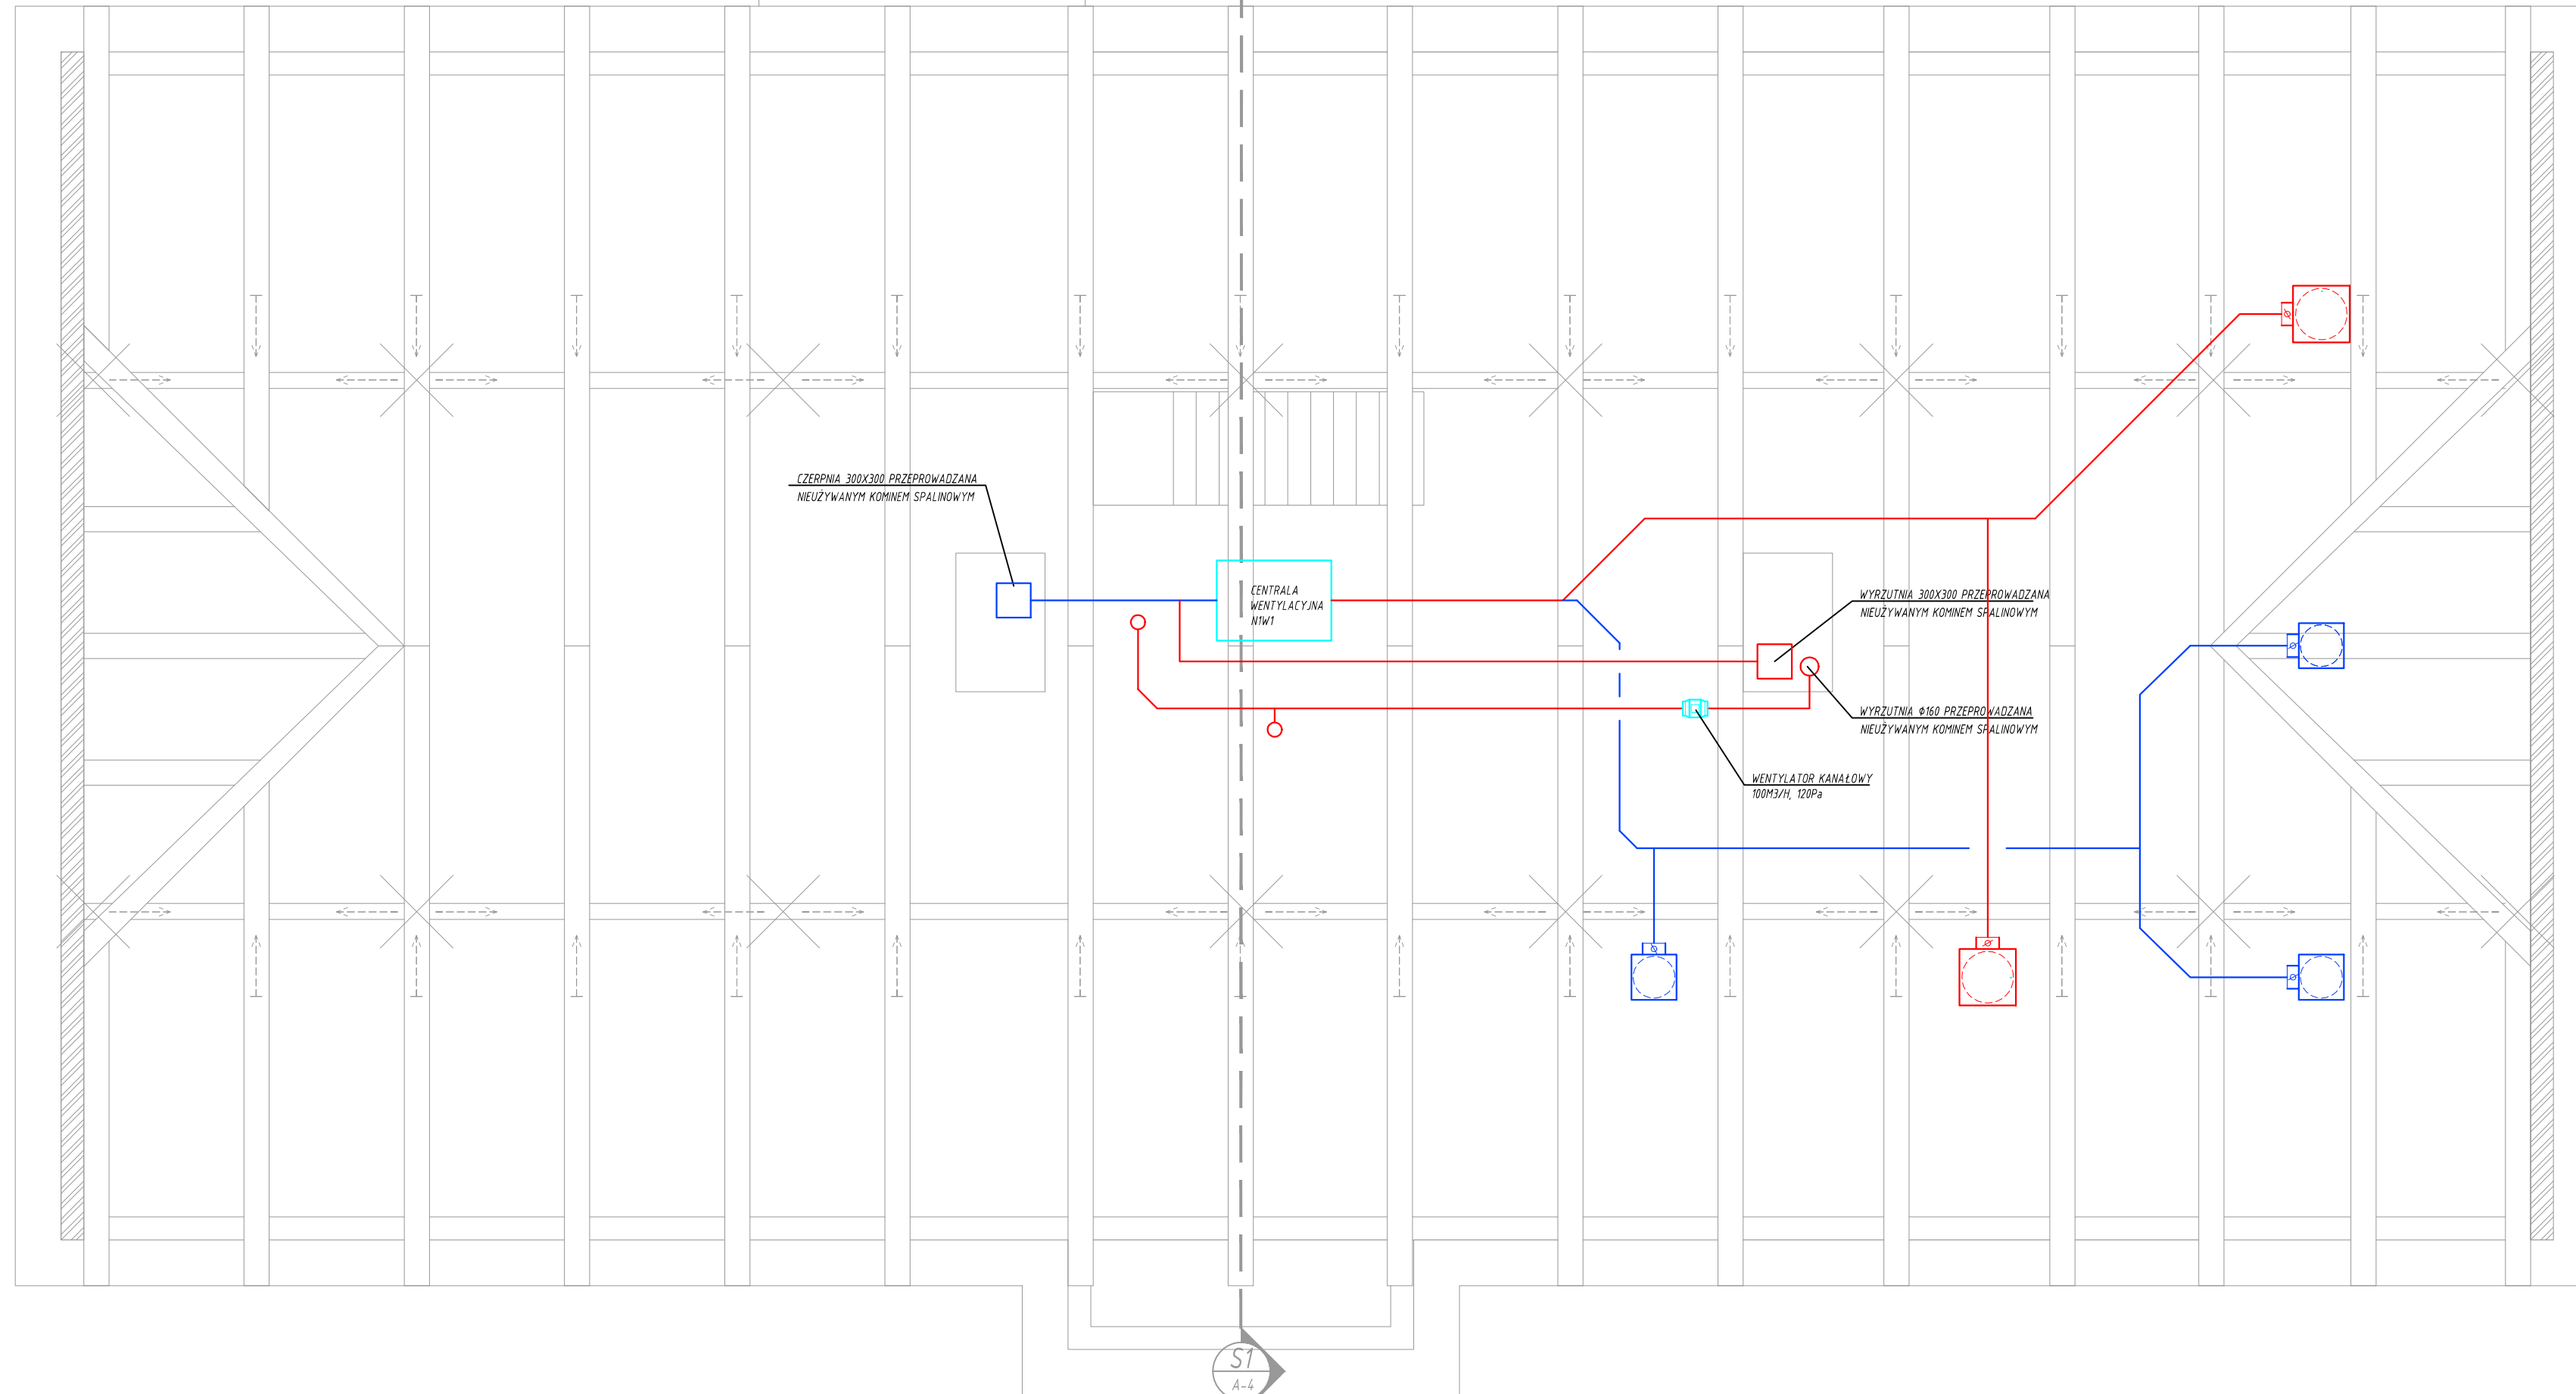 CZERPNIA 300X300 PRZEPROWADZANA
NIEUŻYWANYM KOMINEM SPALINOWYM
CENTRALA
WENTYLACYJNA
N1W1
WYRZUTNIA 300X300 PRZEPROWADZANA
NIEUŻYWANYM KOMINEM SPALINOWYM
WYRZUTNIA Φ160 PRZEPROWADZANA
NIEUŻYWANYM KOMINEM SPALINOWYM
WENTYLATOR KANAŁOWY
100M3/H, 120Pa
S1
A-4